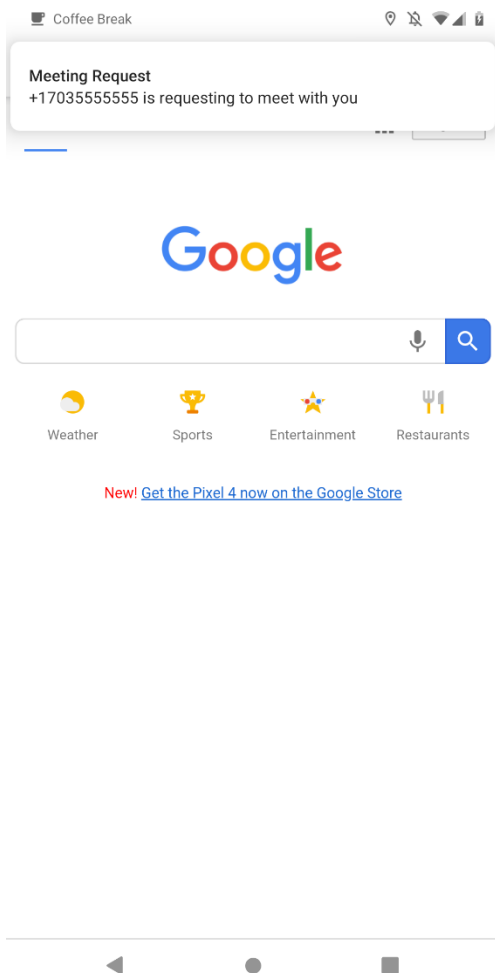 Coffee Break
Meeting Request
+17035555555 is requesting to meet with you
Google
Weather Sports Entertainment Restaurants
New! Get the Pixel 4 now on the Google Store